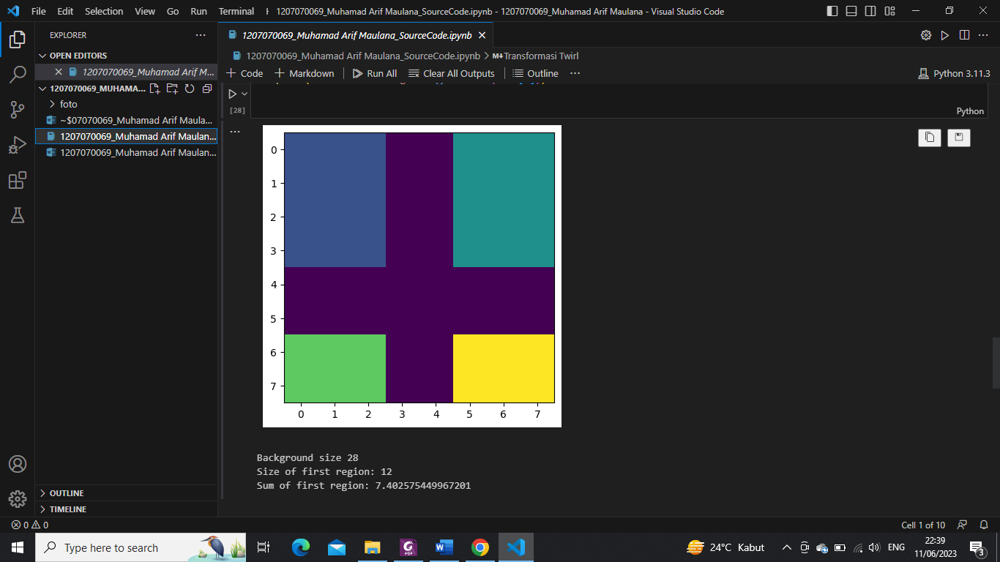 File Edit Selection View Go Run Terminal 1207070069_Muhamad Arif Maulana_SourceCode.ipynb - 1207070069_Muhamad Arif Maulana - Visual Studio Code
EXPLORER
1207070069_Muhamad Arif Maulana_SourceCode.ipynb
OPEN EDITORS
1207070069_Muhamad Arif Maulana_SourceCode.ipynb > Transformasi Twirl
1207070069_Muhamad Arif M...
Code Markdown Run All Clear All Outputs Outline ... Python 3.11.3
1207070069_MUHAMA...
foto
~$07070069_Muhamad Arif Maula...
1207070069_Muhamad Arif Maulan...
1207070069_Muhamad Arif Maulan...
[28]
Python
0
1
2
3
4
5
6
7
0 1 2 3 4 5 6 7
Background size 28
Size of first region: 12
Sum of first region: 7.402575449967201
OUTLINE
TIMELINE
0 0 Cell 1 of 10
Type here to search
PDF
24°C Kabut ENG 22:39
11/06/2023
3